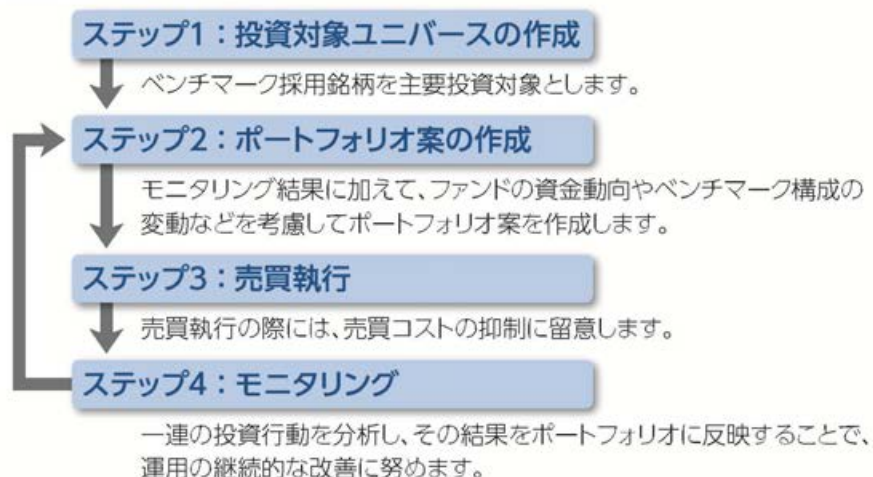 ステップ1：投資対象ユニバースの作成
ベンチマーク採用銘柄を主要投資対象とします。
ステップ2：ポートフォリオ案の作成
モニタリング結果に加えて、ファンドの資金動向やベンチマーク構成の
変動などを考慮してポートフォリオ案を作成します。
ステップ3：売買執行
売買執行の際には、売買コストの抑制に留意します。
ステップ4：モニタリング
一連の投資行動を分析し、その結果をポートフォリオに反映することで、
運用の継続的な改善に努めます。